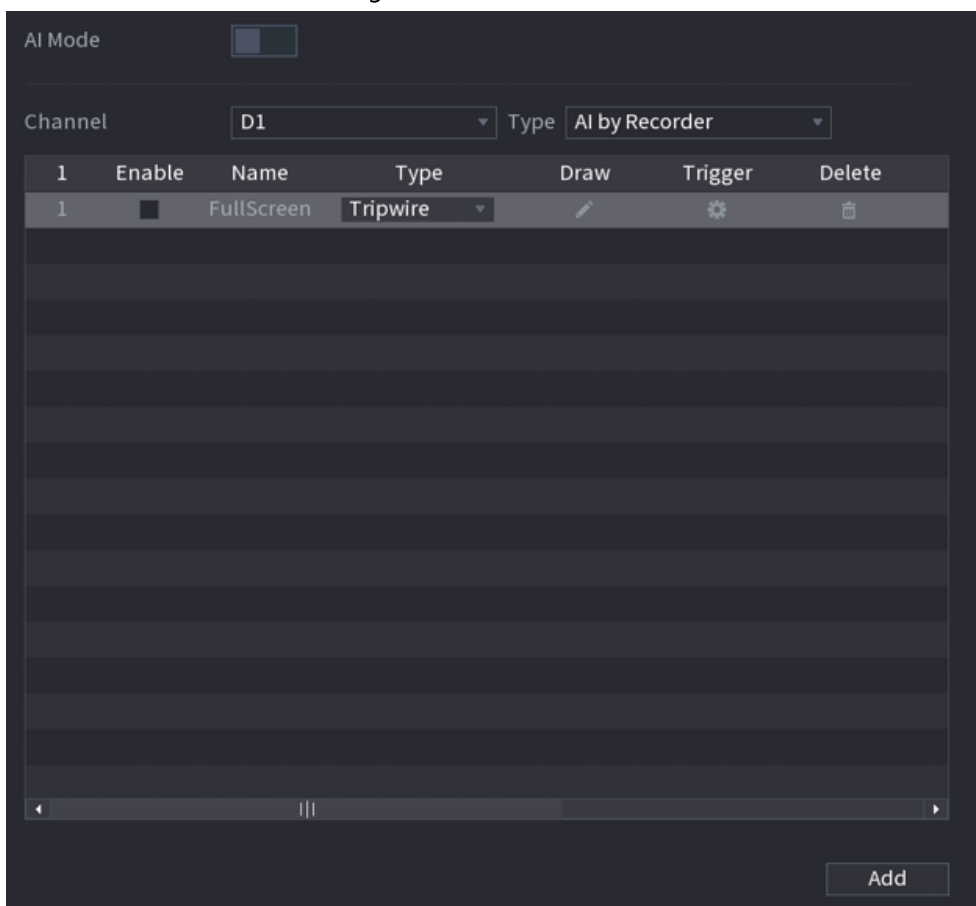 AI Mode
Channel D1 Type AI by Recorder
1 Enable Name Type Draw Trigger Delete
1 FullScreen Tripwire
Add